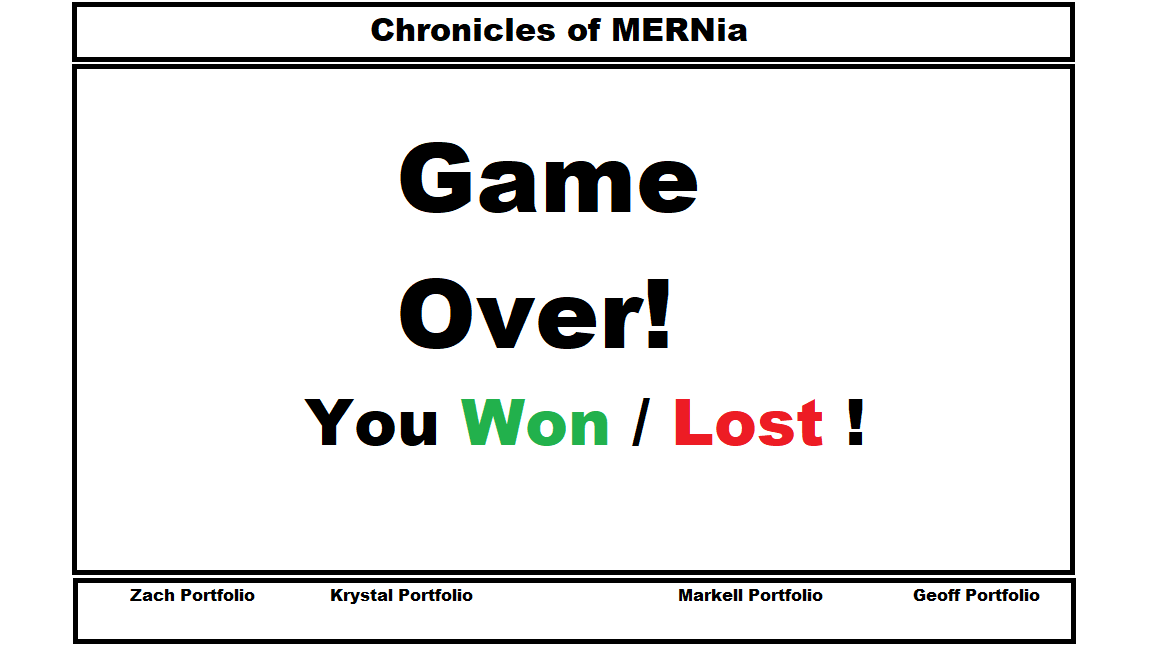 Chronicles of MERNia
Game
Over!
You Won / Lost !
Zach Portfolio Krystal Portfolio Markell Portfolio Geoff Portfolio